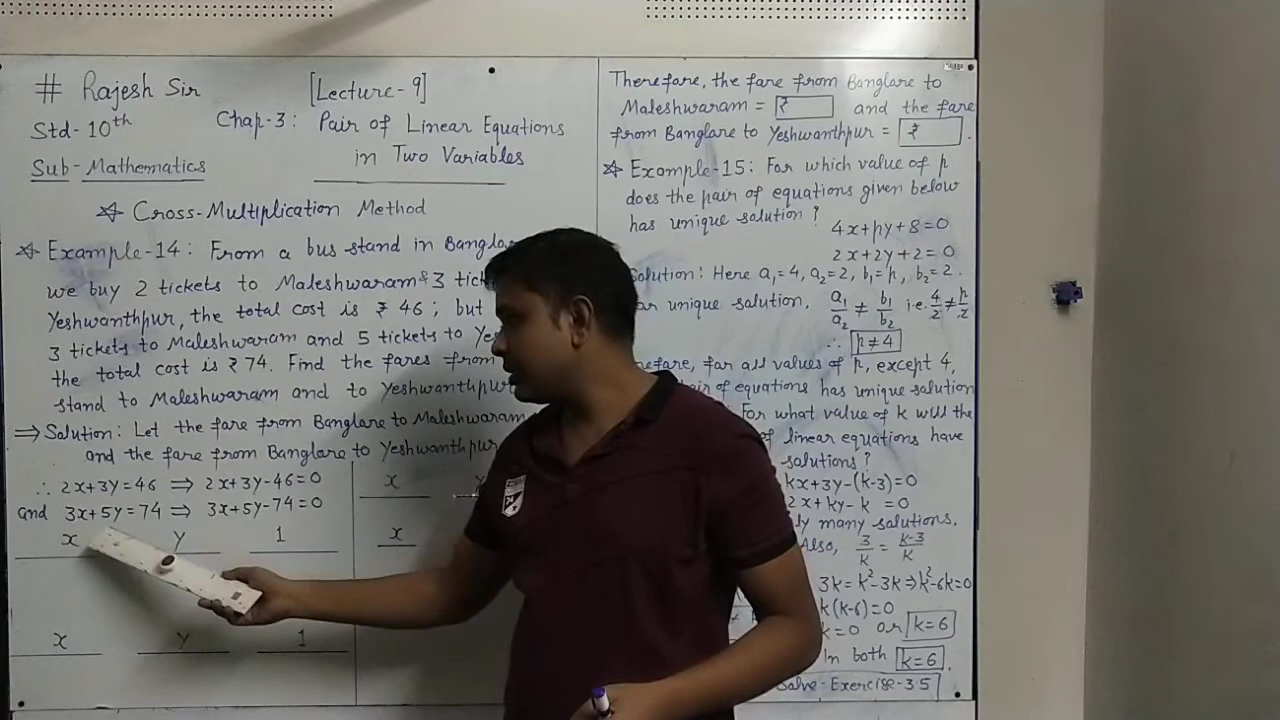 # Rajesh Sir
[Lecture-9]
Std-10th
Chap-3: Pair of Linear Equations
in Two Variables
Sub-Mathematics
☆ Cross-Multiplication Method
☆ Example-14: From a bus stand in
we buy 2 tickets to Maleshwaram & 3
Yeshwanthpur, the total cost is ₹ 46; but
3 tickets to Maleshwaram and 5 tickets to
the total cost is ₹ 74. Find the fares from
stand to Maleshwaram and to Yeshwanthpur
⇒ Solution: Let the fare from Banglare to Maleshwaram
and the fare from Banglare to Yeshwanthpur
∴ 2x+3y=46 ⇒ 2x+3y-46=0
and 3x+5y=74 ⇒ 3x+5y-74=0
x y 1
x y 1
x
x
Therefare, the fare from Banglare to
Maleshwaram = ₹ and the fare
from Banglare to Yeshwanthpur = ₹ .
☆ Example-15: For which value of p
does the pair of equations given below
has unique solution?
4x+py+8=0
2x+2y+2=0
Solution: Here a₁=4, a₂=2, b₁=p, b₂=2.
unique solution, a₁/a₂ ≠ b₁/b₂ i.e. 4/2 ≠ p/2
∴ p≠4
far all values of p, except 4,
of equations has unique solution
For what value of k will the
of linear equations have
solutions?
kx+3y-(k-3)=0
2x+ky-k=0
many solutions.
Also, 3/k = k-3/k
3k=k²-3k⇒k²-6k=0
k(k-6)=0
k=0 or k=6
In both k=6.
Solve-Exercise-3.5